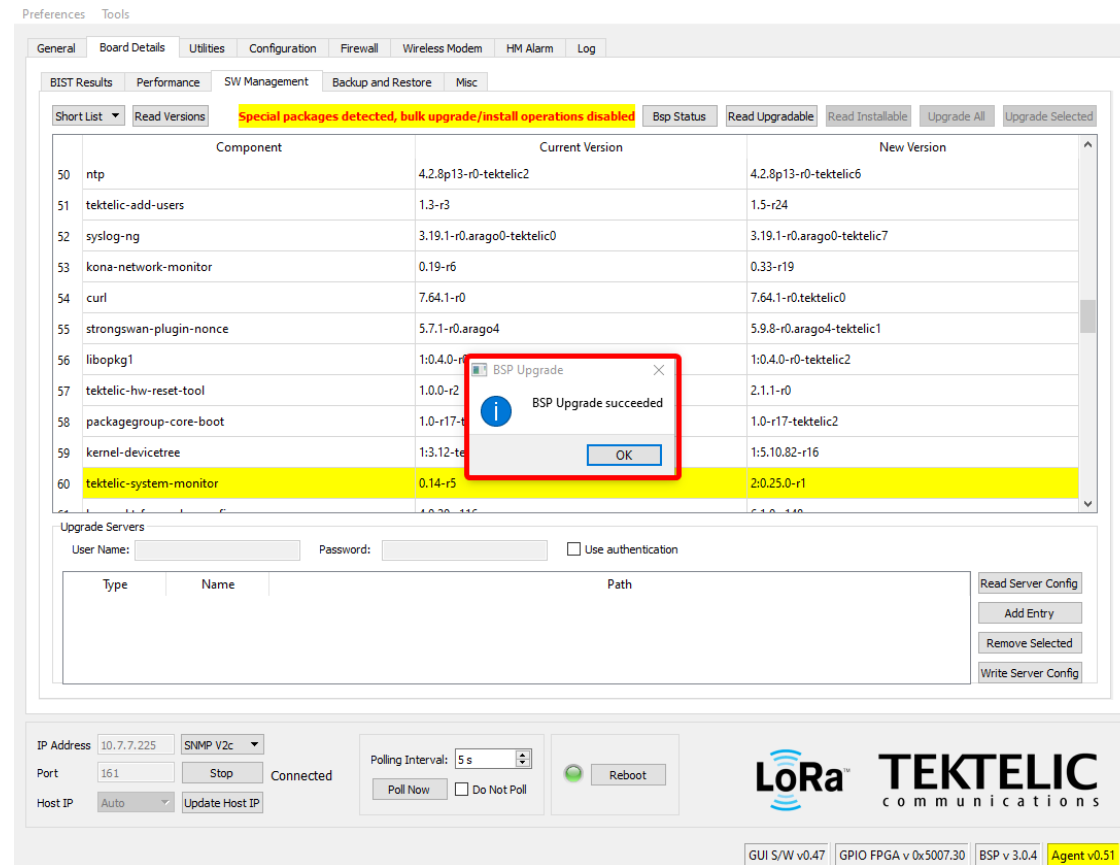 Preferences Tools
General Board Details Utilities Configuration Firewall Wireless Modem HM Alarm Log
BIST Results Performance SW Management Backup and Restore Misc
Short List Read Versions Special packages detected, bulk upgrade/install operations disabled Bsp Status Read Upgradable Read Installable Upgrade All Upgrade Selected
Component Current Version New Version
50 ntp 4.2.8p13-r0-tektelic2 4.2.8p13-r0-tektelic6
51 tektelic-add-users 1.3-r3 1.5-r24
52 syslog-ng 3.19.1-r0.arago0-tektelic0 3.19.1-r0.arago0-tektelic7
53 kona-network-monitor 0.19-r6 0.33-r19
54 curl 7.64.1-r0 7.64.1-r0.tektelic0
55 strongswan-plugin-nonce 5.7.1-r0.arago4 5.9.8-r0.arago4-tektelic1
56 libopkg1 1:0.4.0-r 1:0.4.0-r0-tektelic2
57 tektelic-hw-reset-tool 1.0.0-r2 2.1.1-r0
58 packagegroup-core-boot 1.0-r17-t 1.0-r17-tektelic2
59 kernel-devicetree 1:3.12-te 1:5.10.82-r16
60 tektelic-system-monitor 0.14-r5 2:0.25.0-r1
BSP Upgrade
BSP Upgrade succeeded
OK
Upgrade Servers
User Name: Password: Use authentication
Type Name Path
Read Server Config
Add Entry
Remove Selected
Write Server Config
IP Address 10.7.7.225 SNMP V2c
Port 161 Stop Connected
Host IP Auto Update Host IP
Polling Interval: 5 s
Poll Now Do Not Poll
Reboot
LoRa™
TEKTELIC
communications
GUI S/W v0.47 GPIO FPGA v 0x5007.30 BSP v 3.0.4 Agent v0.51